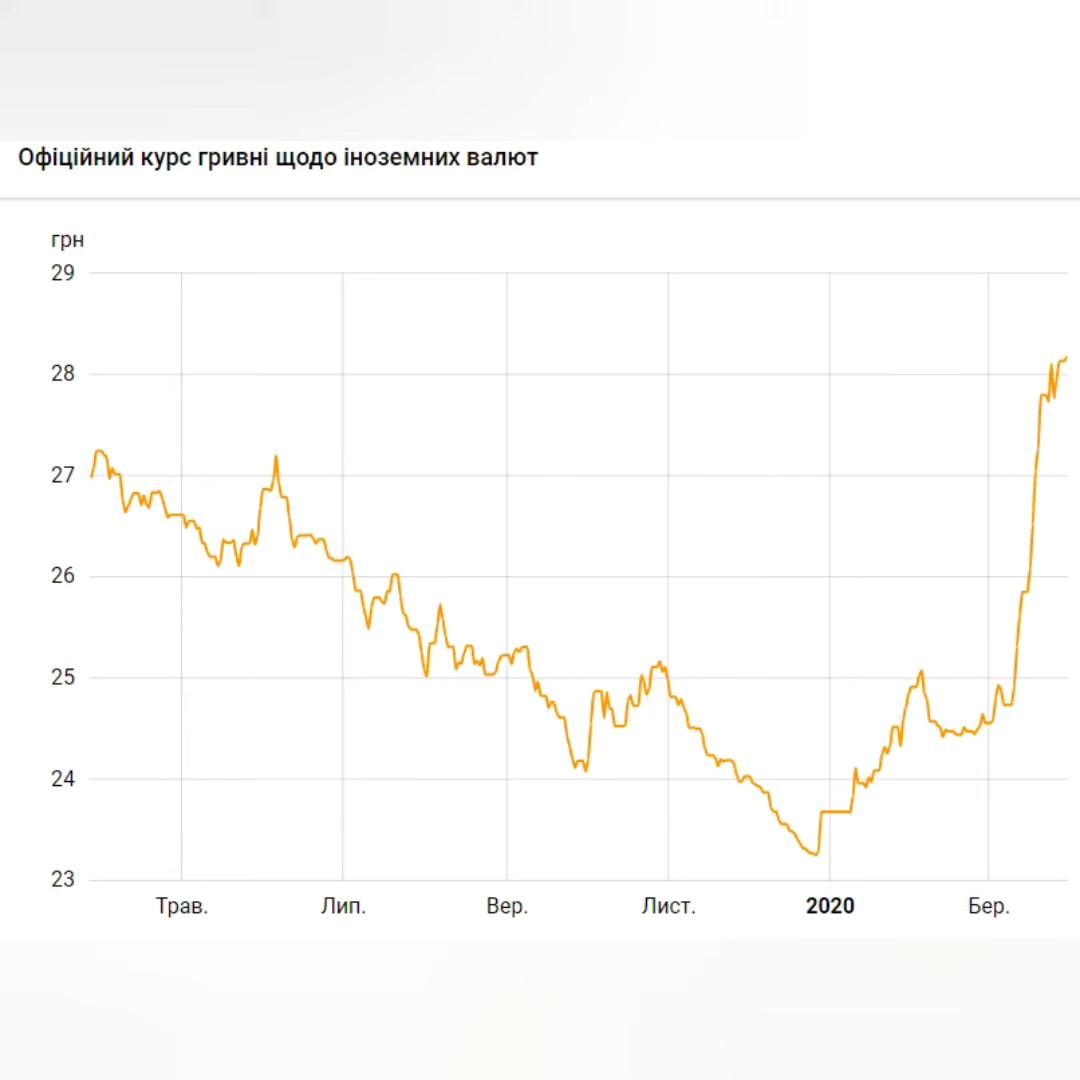 Офіційний курс гривні щодо іноземних валют
грн
29
28
27
26
25
24
23
Трав. Лип. Вер. Лист. 2020 Бер.